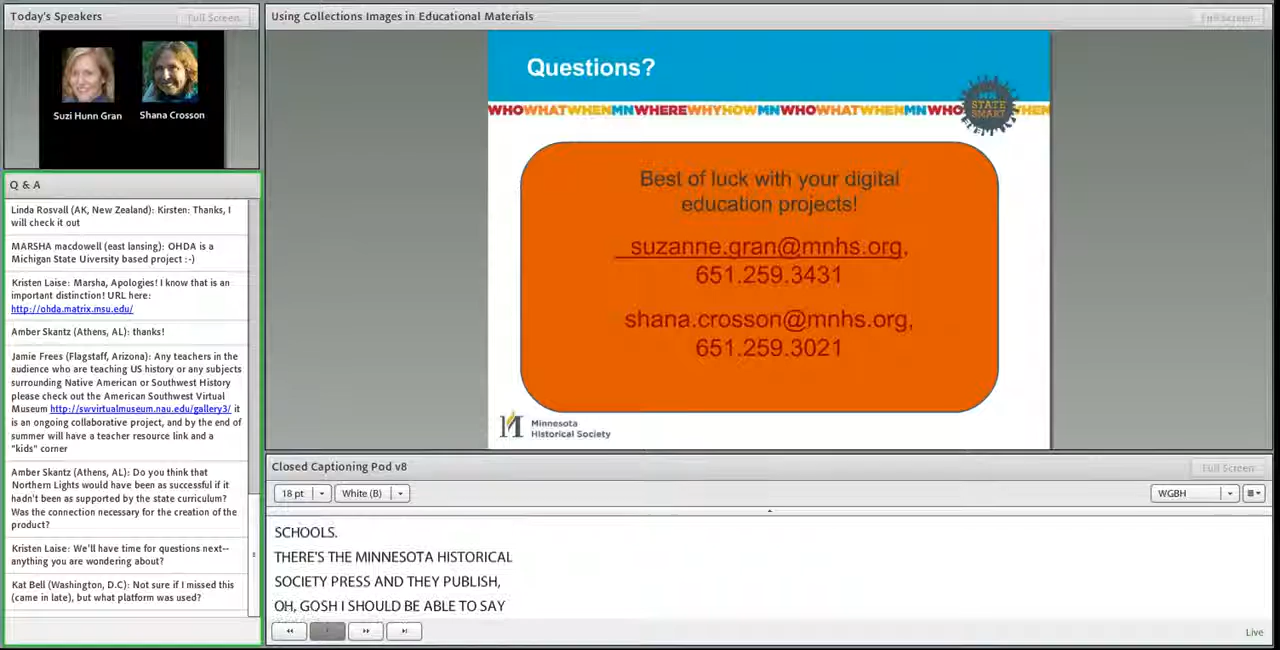 Today's Speakers
Full Screen
Suzi Hunn Gran
Shana Crosson
Q & A
Linda Rosvall (AK, New Zealand): Kirsten: Thanks, I
will check it out
MARSHA macdowell (east lansing): OHDA is a
Michigan State Uiversity based project :-)
Kristen Laise: Marsha, Apologies! I know that is an
important distinction! URL here:
http://ohda.matrix.msu.edu/
Amber Skantz (Athens, AL): thanks!
Jamie Frees (Flagstaff, Arizona): Any teachers in the
audience who are teaching US history or any subjects
surrounding Native American or Southwest History
please check out the American Southwest Virtual
Museum http://swvirtualmuseum.nau.edu/gallery3/ it
is an ongoing collaborative project, and by the end of
summer will have a teacher resource link and a
"kids" corner
Amber Skantz (Athens, AL): Do you think that
Northern Lights would have been as successful if it
hadn't been as supported by the state curriculum?
Was the connection necessary for the creation of the
product?
Kristen Laise: We'll have time for questions next--
anything you are wondering about?
Kat Bell (Washington, D.C): Not sure if I missed this
(came in late), but what platform was used?
Using Collections Images in Educational Materials
Full Screen
Questions?
WHOWHATWHENMNWHEREWHYHOWMNWHOWHATWHENMNWHO
HEN
MN
STATE
SMART
Best of luck with your digital
education projects!
suzanne.gran@mnhs.org,
651.259.3431
shana.crosson@mnhs.org,
651.259.3021
Minnesota
Historical Society
Closed Captioning Pod v8
Full Screen
18 pt
White (B)
WGBH
SCHOOLS.
THERE'S THE MINNESOTA HISTORICAL
SOCIETY PRESS AND THEY PUBLISH,
OH, GOSH I SHOULD BE ABLE TO SAY
Live